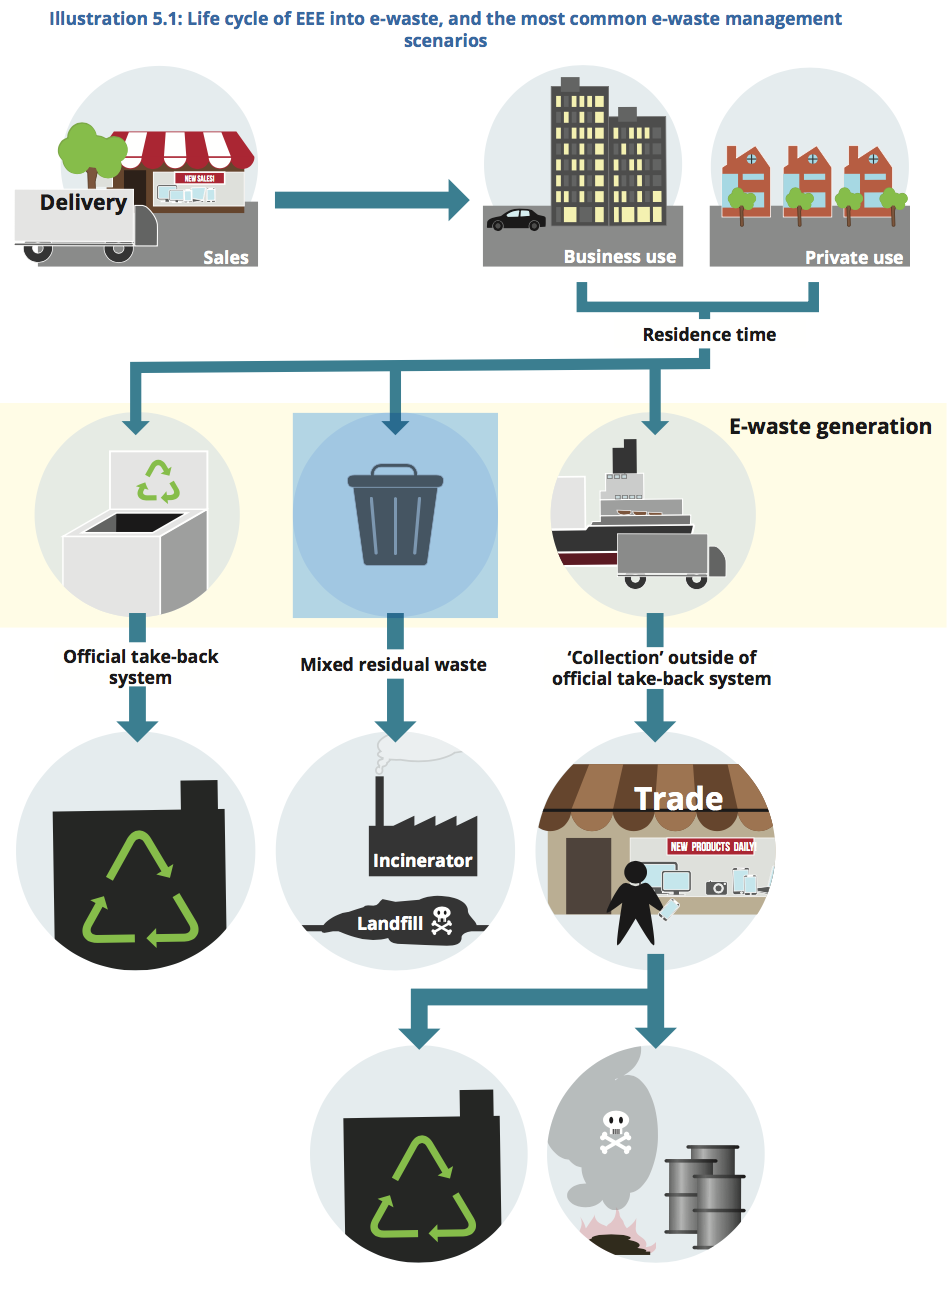 Illustration 5.1: Life cycle of EEE into e-waste, and the most common e-waste management
scenarios
Delivery
NEW SALES!
Sales
Business use
Private use
Residence time
E-waste generation
Official take-back
system
Mixed residual waste
‘Collection’ outside of
official take-back system
Incinerator
Landfill
Trade
NEW PRODUCTS DAILY